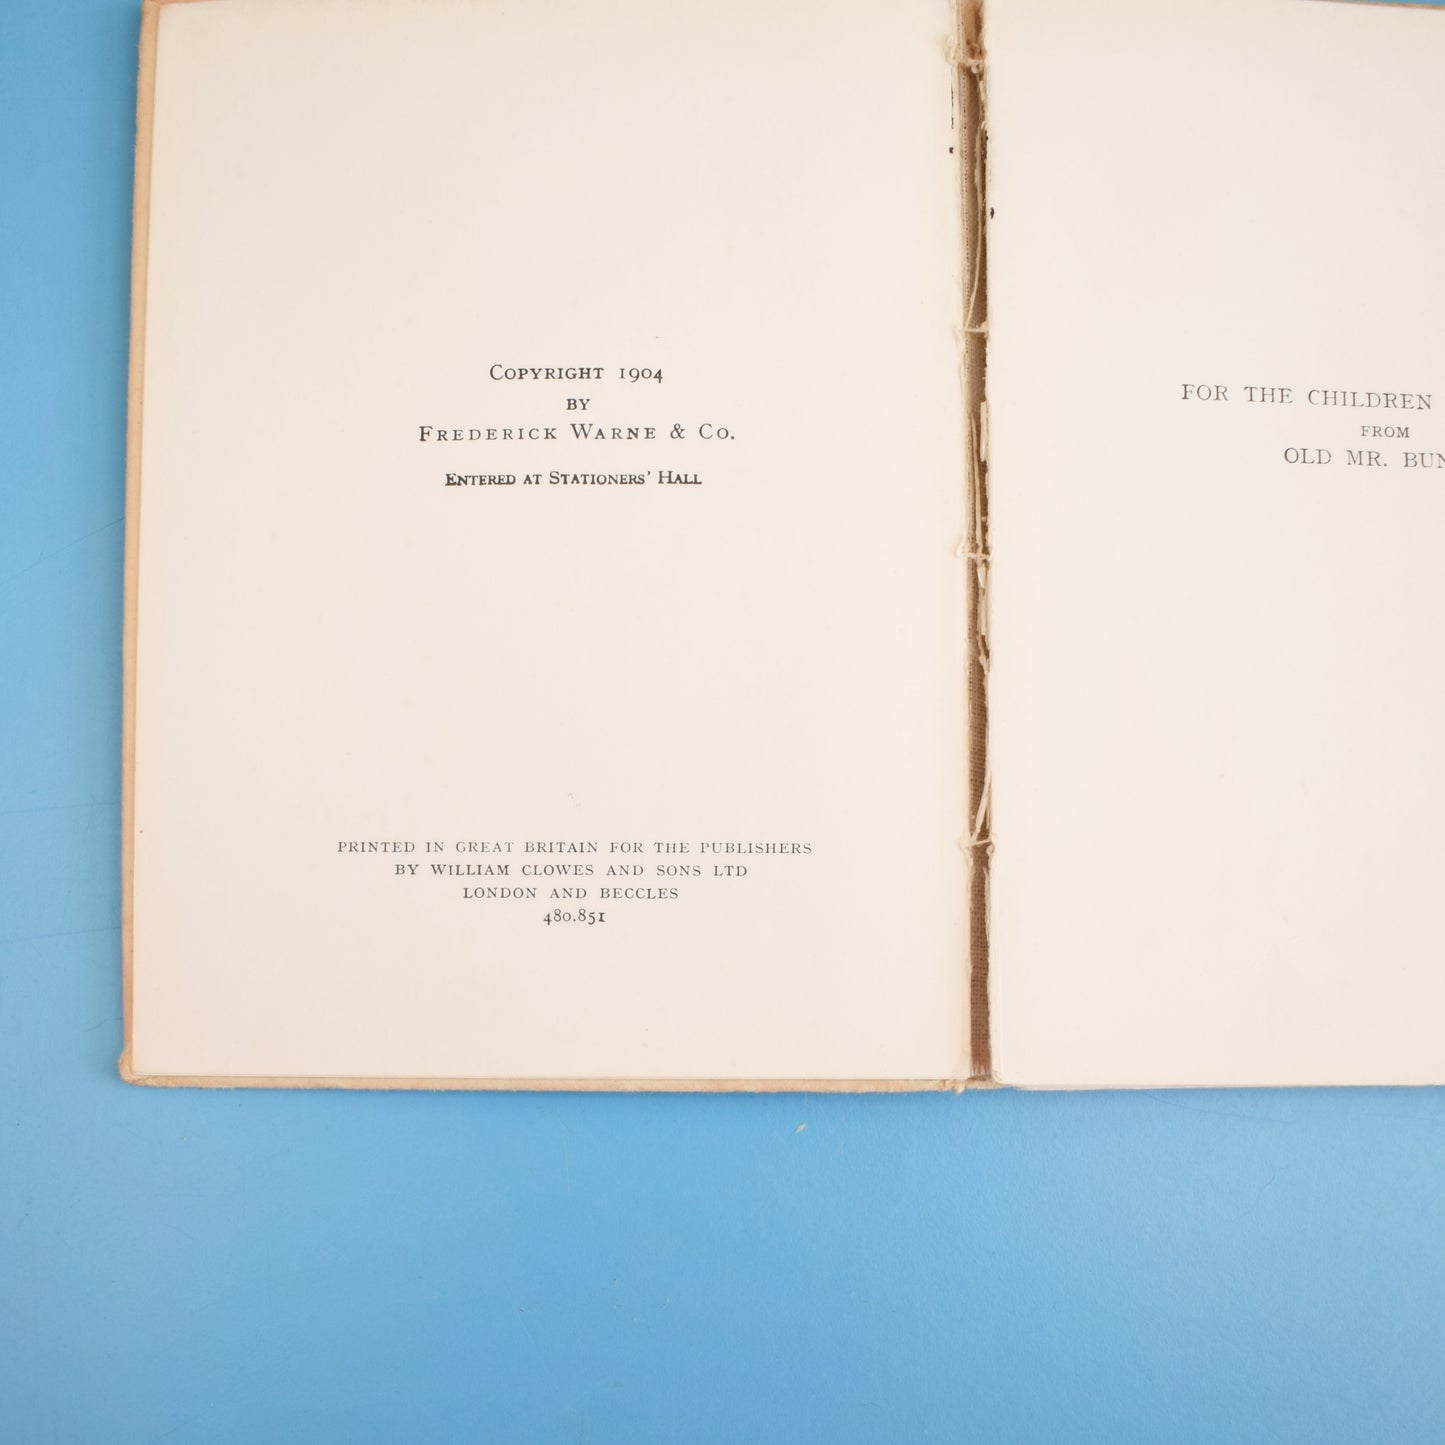 Copyright 1904
by
Frederick Warne & Co.
Entered at Stationers' Hall
PRINTED IN GREAT BRITAIN FOR THE PUBLISHERS
BY WILLIAM CLOWES AND SONS LTD
LONDON AND BECCLES
480.851
FOR THE CHILDREN
FROM
OLD MR.